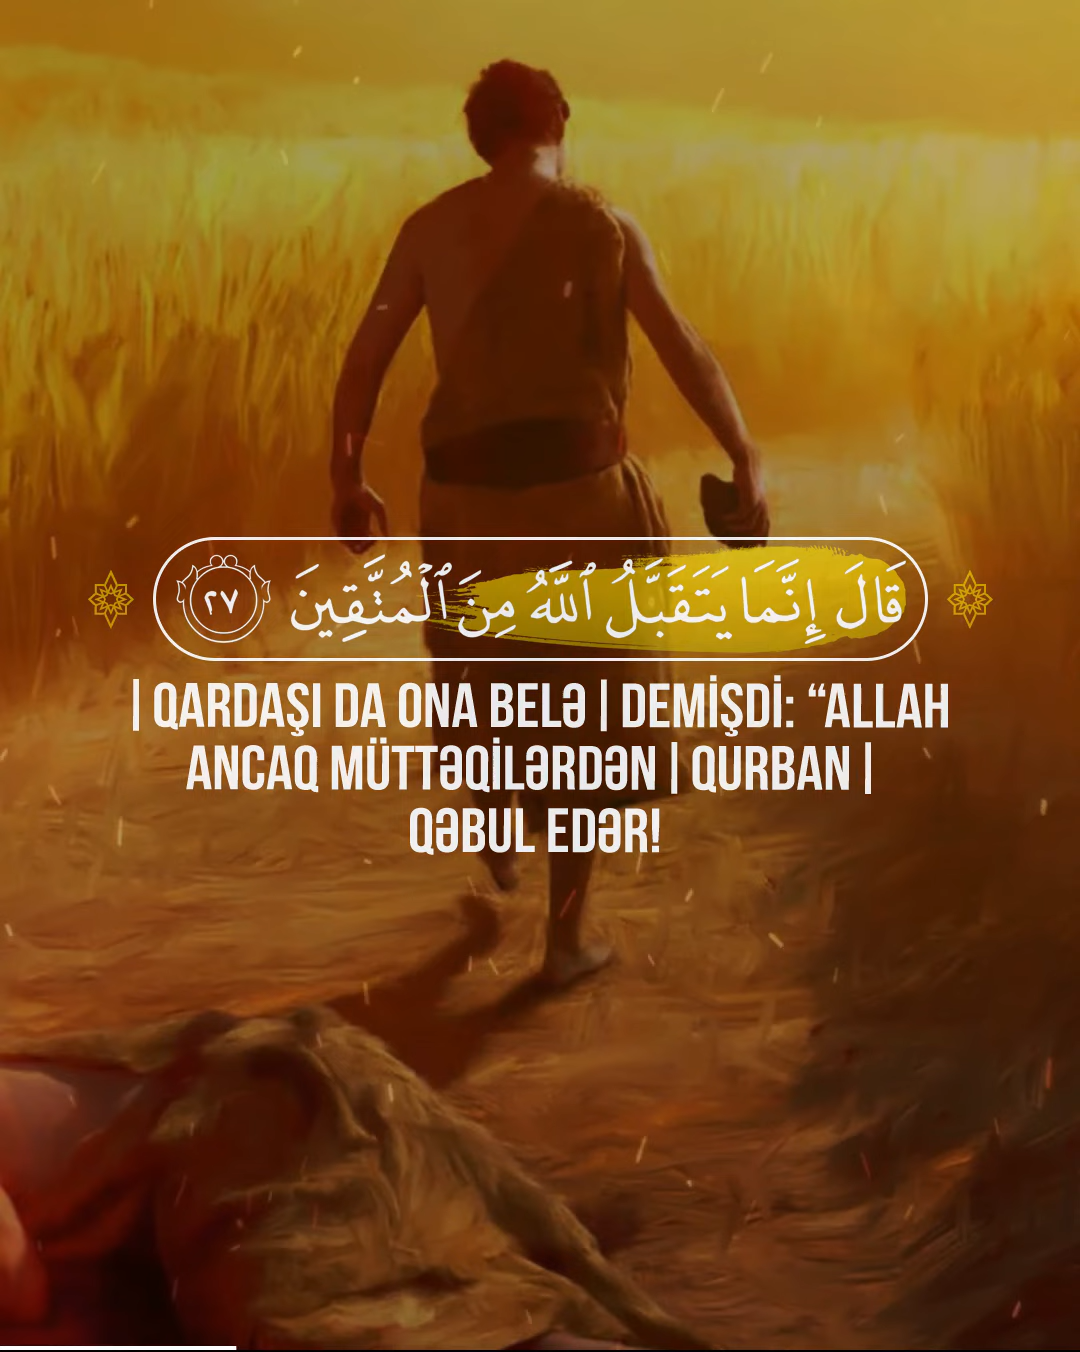 قَالَ إِنَّمَا يَتَقَبَّلُ ٱللَّهُ مِنَ ٱلْمُتَّقِينَ ٢٧
| QARDAŞI DA ONA BELƏ | DEMİŞDİ: “ALLAH
ANCAQ MÜTTƏQİLƏRDƏN | QURBAN |
QƏBUL EDƏR!